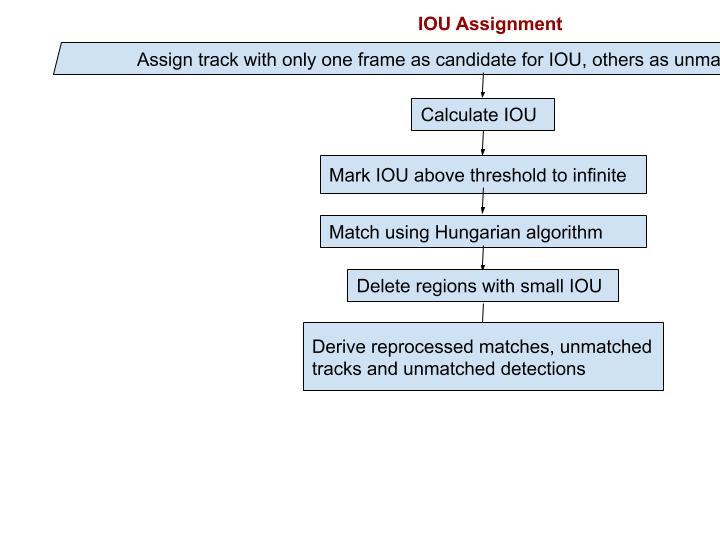 IOU Assignment
Assign track with only one frame as candidate for IOU, others as
Calculate IOU
Mark IOU above threshold to infinite
Match using Hungarian algorithm
Delete regions with small IOU
Derive reprocessed matches, unmatched
tracks and unmatched detections